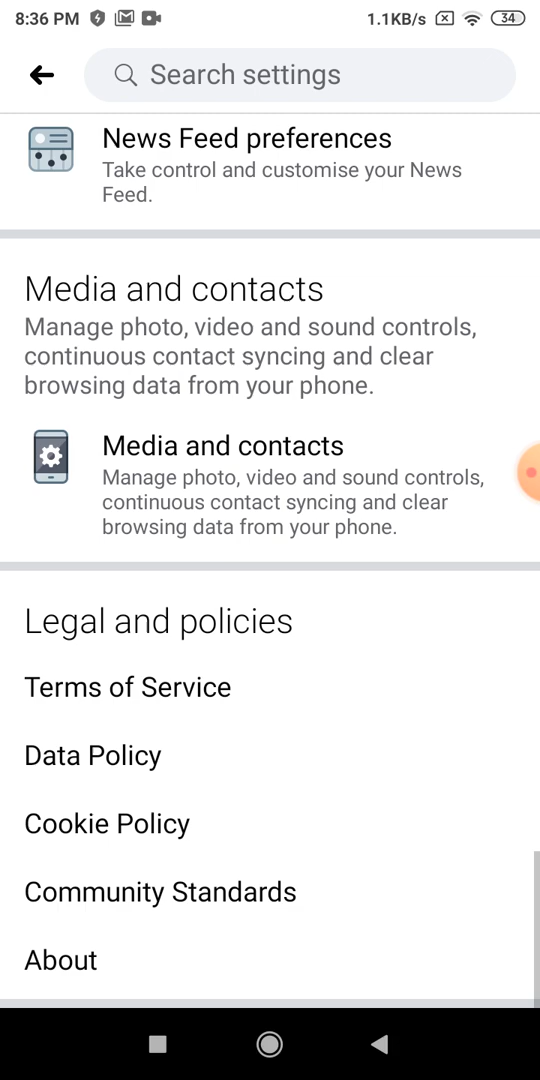 8:36 PM 1.1KB/s 34
Search settings
News Feed preferences
Take control and customise your News
Feed.
Media and contacts
Manage photo, video and sound controls,
continuous contact syncing and clear
browsing data from your phone.
Media and contacts
Manage photo, video and sound controls,
continuous contact syncing and clear
browsing data from your phone.
Legal and policies
Terms of Service
Data Policy
Cookie Policy
Community Standards
About